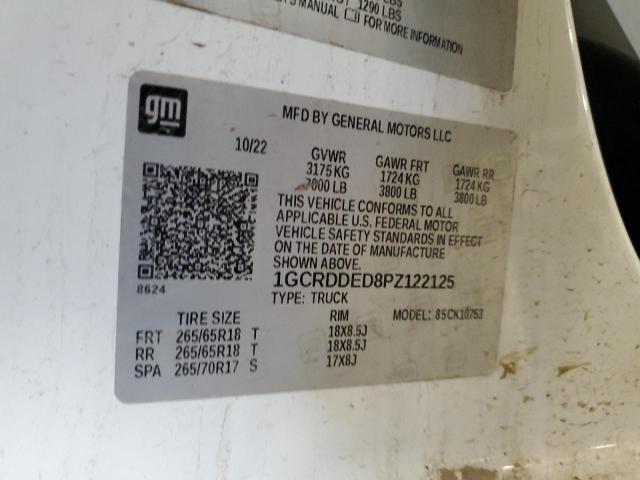 1290 LBS
MANUAL FOR MORE INFORMATION
gm
MFD BY GENERAL MOTORS LLC
10/22
GVWR GAWR FRT GAWR RR
3175 KG 1724 KG 1724 KG
7000 LB 3800 LB 3800 LB
THIS VEHICLE CONFORMS TO ALL
APPLICABLE U.S. FEDERAL MOTOR
VEHICLE SAFETY STANDARDS IN EFFECT
ON THE DATE OF MANUFACTURE
SHOWN ABOVE.
8624
1GCRDDED8PZ122125
TYPE: TRUCK
MODEL: 85CK10753
TIRE SIZE RIM
FRT 265/65R18 T 18X8.5J
RR 265/65R18 T 18X8.5J
SPA 265/70R17 S 17X8J